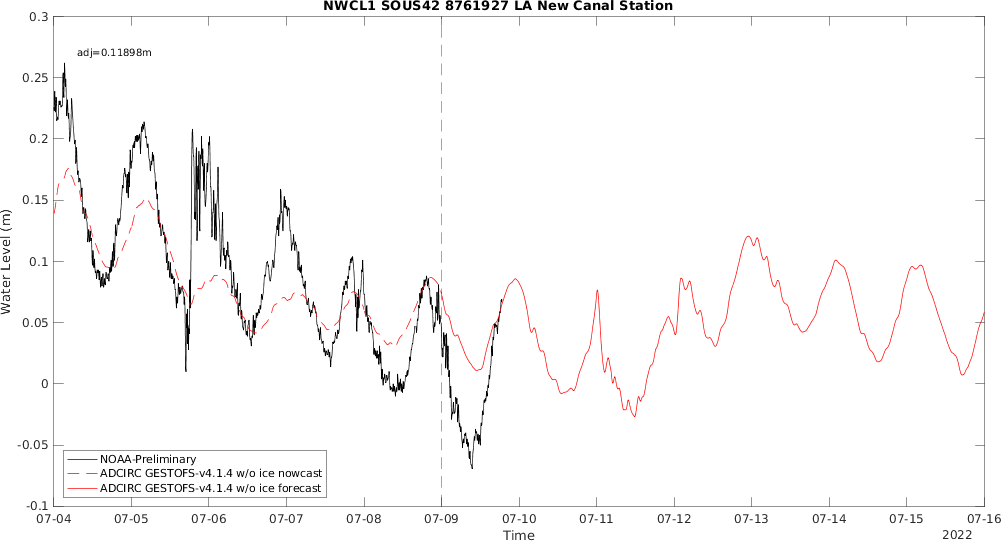 NWCL1 SOUS42 8761927 LA New Canal Station
adj=0.11898m
0.3
0.25
0.2
0.15
0.1
0.05
0
-0.05
-0.1
Water Level (m)
NOAA-Preliminary
ADCIRC GESTOFS-v4.1.4 w/o ice nowcast
ADCIRC GESTOFS-v4.1.4 w/o ice forecast
07-04 07-05 07-06 07-07 07-08 07-09 07-10 07-11 07-12 07-13 07-14 07-15 07-16
Time
2022